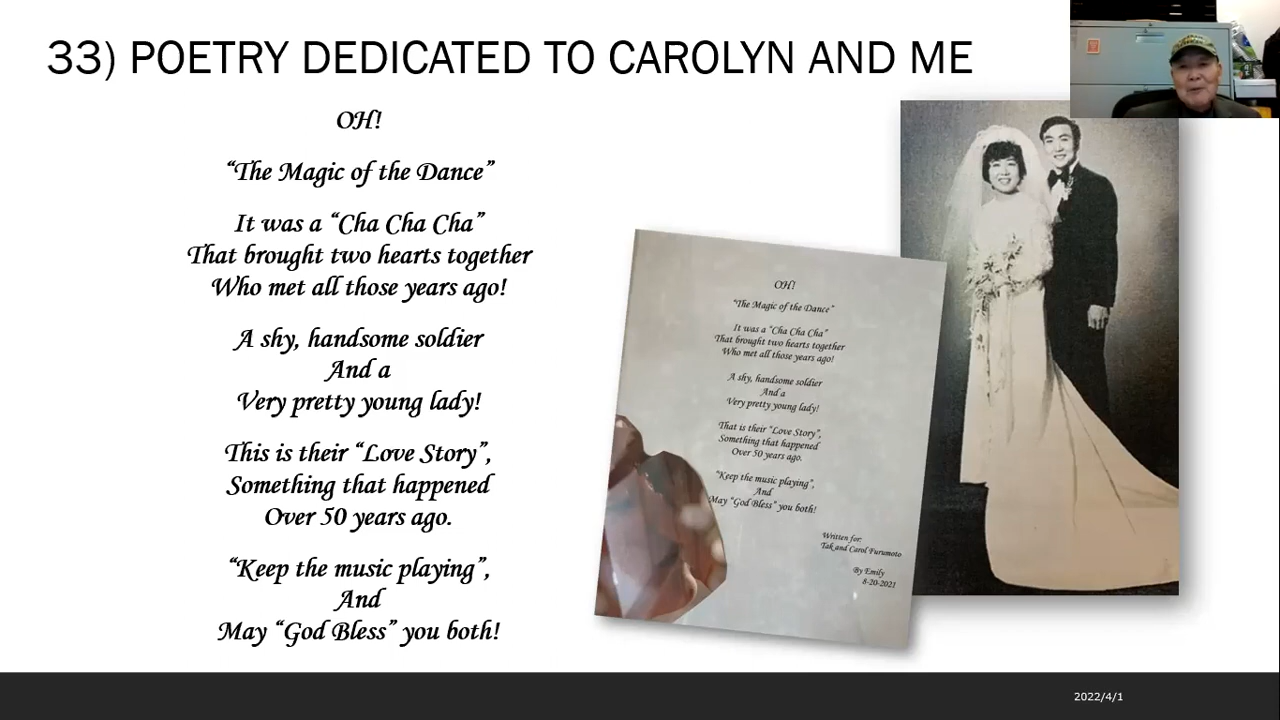 33) POETRY DEDICATED TO CAROLYN AND ME
OH!
“The Magic of the Dance”
It was a “Cha Cha Cha”
That brought two hearts together
Who met all those years ago!
A shy, handsome soldier
And a
Very pretty young lady!
This is their “Love Story”,
Something that happened
Over 50 years ago.
“Keep the music playing”,
And
May “God Bless” you both!
OH!
“The Magic of the Dance”
It was a “Cha Cha Cha”
That brought two hearts together
Who met all those years ago!
A shy, handsome soldier
And a
Very pretty young lady!
That is their “Love Story”,
Something that happened
Over 50 years ago.
“Keep the music playing”,
And
May “God Bless” you both!
Written for:
Tak and Carol Furumoto
By Emily
8-20-2021
2022/4/1